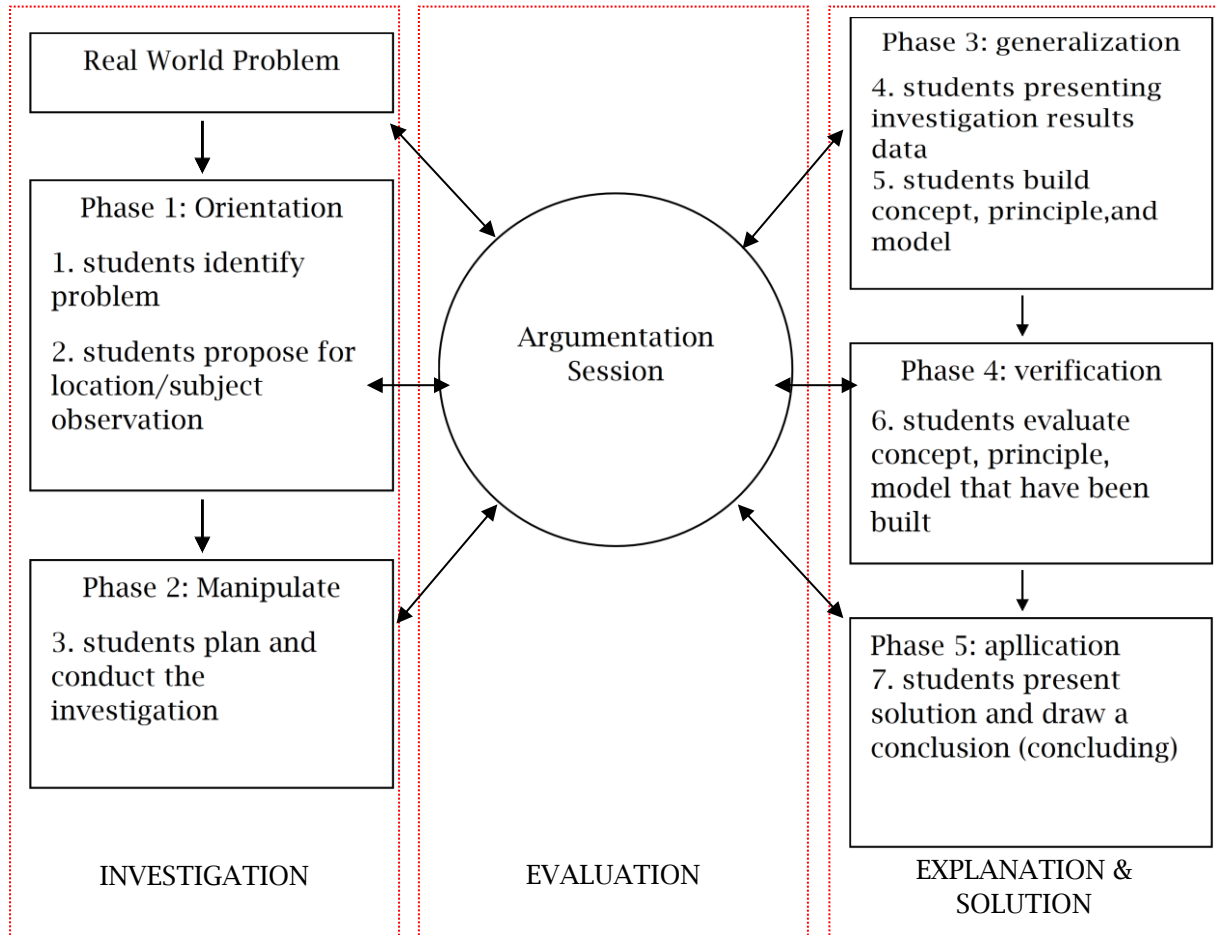 Real World Problem
Phase 1: Orientation
1. students identify
problem
2. students propose for
location/subject
observation
Phase 2: Manipulate
3. students plan and
conduct the
investigation
INVESTIGATION
Argumentation
Session
EVALUATION
Phase 3: generalization
4. students presenting
investigation results
data
5. students build
concept, principle,and
model
Phase 4: verification
6. students evaluate
concept, principle,
model that have been
built
Phase 5: apllication
7. students present
solution and draw a
conclusion (concluding)
EXPLANATION &
SOLUTION